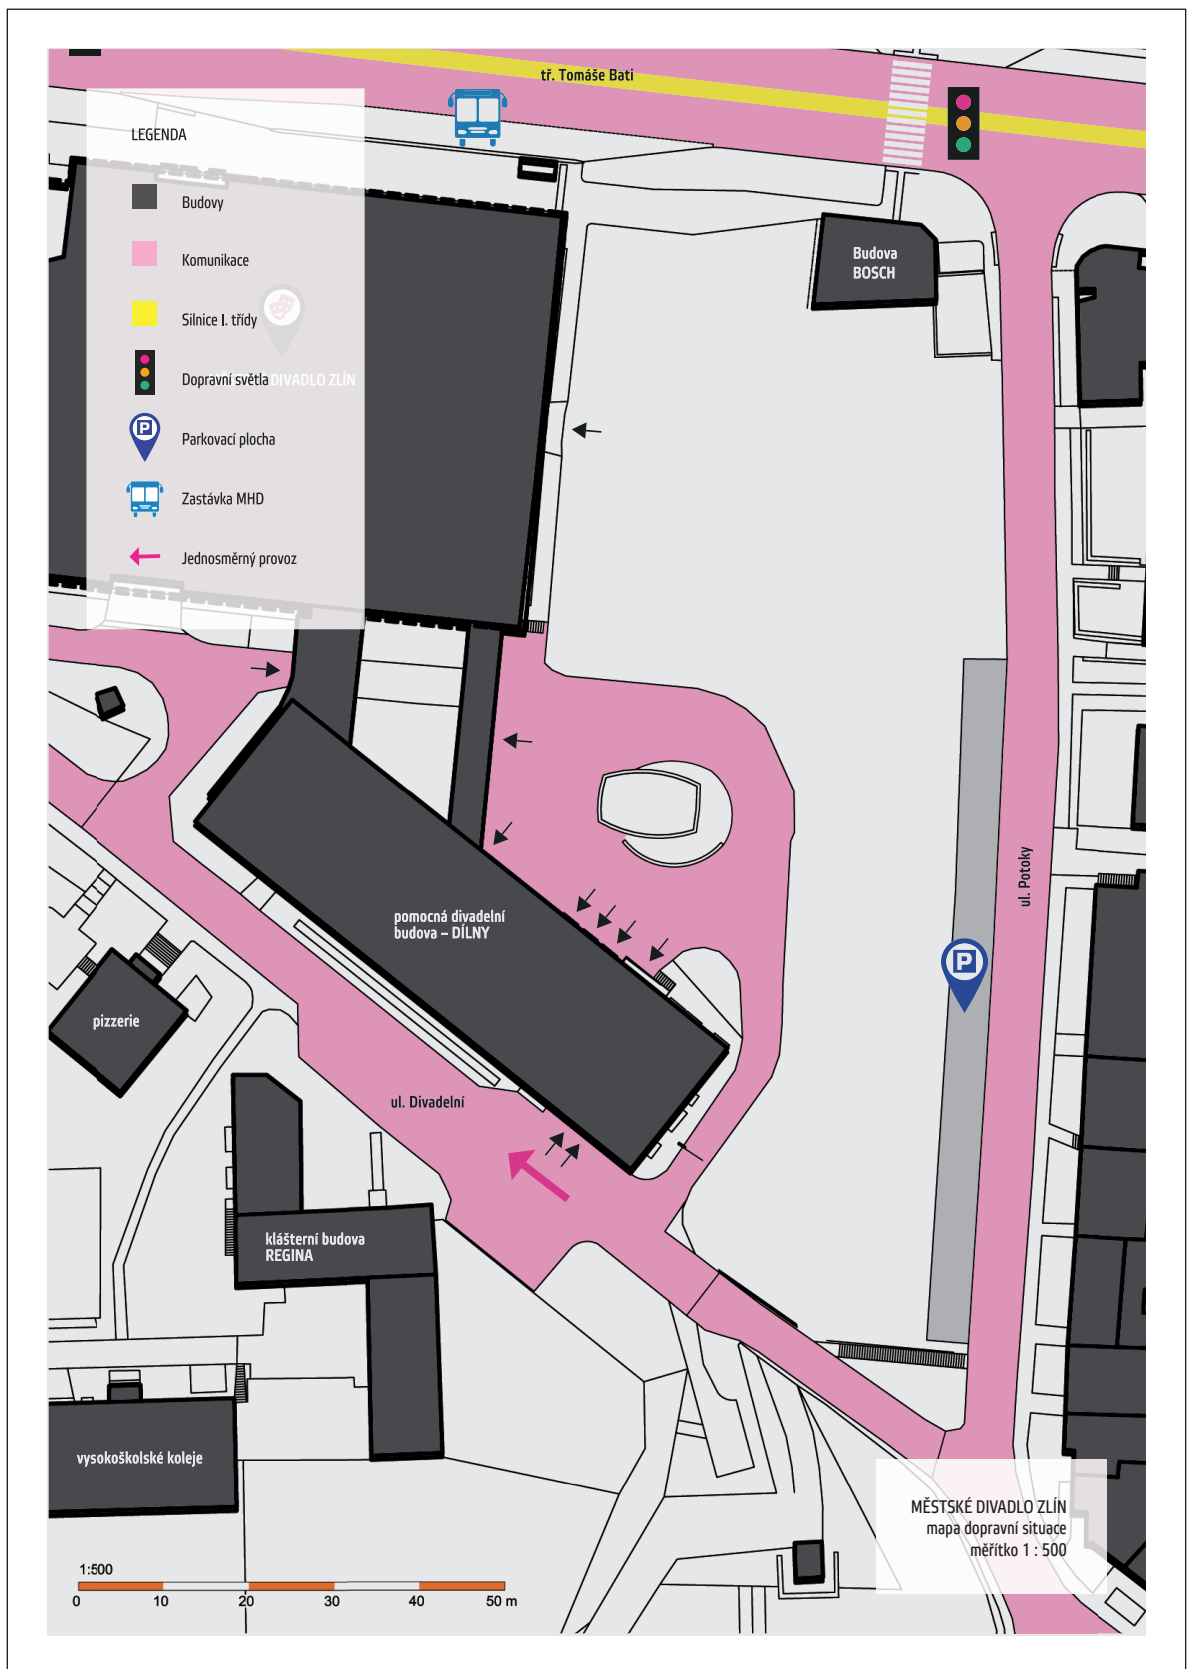 tř. Tomáše Bati
LEGENDA
Budovy
Komunikace
Silnice I. třídy
Dopravní světla
DIVADLO ZLÍN
P
Parkovací plocha
Zastávka MHD
Jednosměrný provoz
Budova
BOSCH
ul. Potoky
pomocná divadelní
budova – DÍLNY
P
pizzerie
ul. Divadelní
klášterní budova
REGINA
vysokoškolské koleje
MĚSTSKÉ DIVADLO ZLÍN
mapa dopravní situace
měřítko 1 : 500
1:500
0 10 20 30 40 50 m